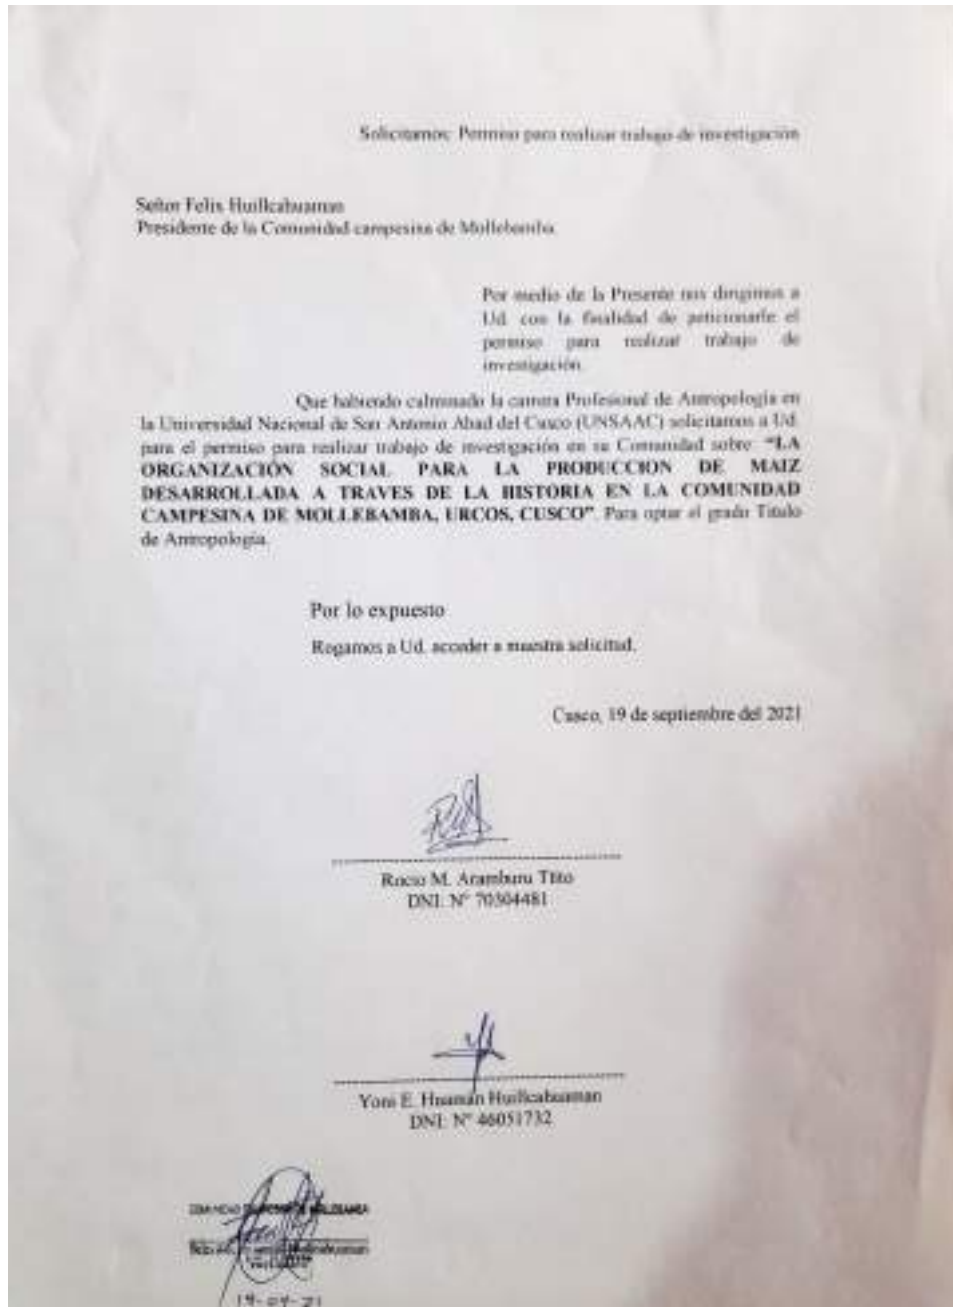 Solicitamos: Permiso para realizar trabajo de investigación
Señor Felix Huillcahuaman
Presidente de la Comunidad campesina de Mollebamba.
Por medio de la Presente nos dirigimos a
Ud. con la finalidad de peticionarle el
permiso para realizar trabajo de
investigación.
Que habiendo culminado la carrera Profesional de Antropología en
la Universidad Nacional de San Antonio Abad del Cusco (UNSAAC) solicitamos a Ud.
para el permiso para realizar trabajo de investigación en su Comunidad sobre “LA
ORGANIZACIÓN SOCIAL PARA LA PRODUCCION DE MAIZ
DESARROLLADA A TRAVES DE LA HISTORIA EN LA COMUNIDAD
CAMPESINA DE MOLLEBAMBA, URCOS, CUSCO”. Para optar el grado Titulo
de Antropología.
Por lo expuesto
Rogamos a Ud. acceder a nuestra solicitud.
Cusco, 19 de septiembre del 2021
Rocio M. Aramburu Ttito
DNI. Nº 70304481
Yoni E. Huamán Huillcahuaman
DNI: Nº 46051732
MOLLEBAMBA